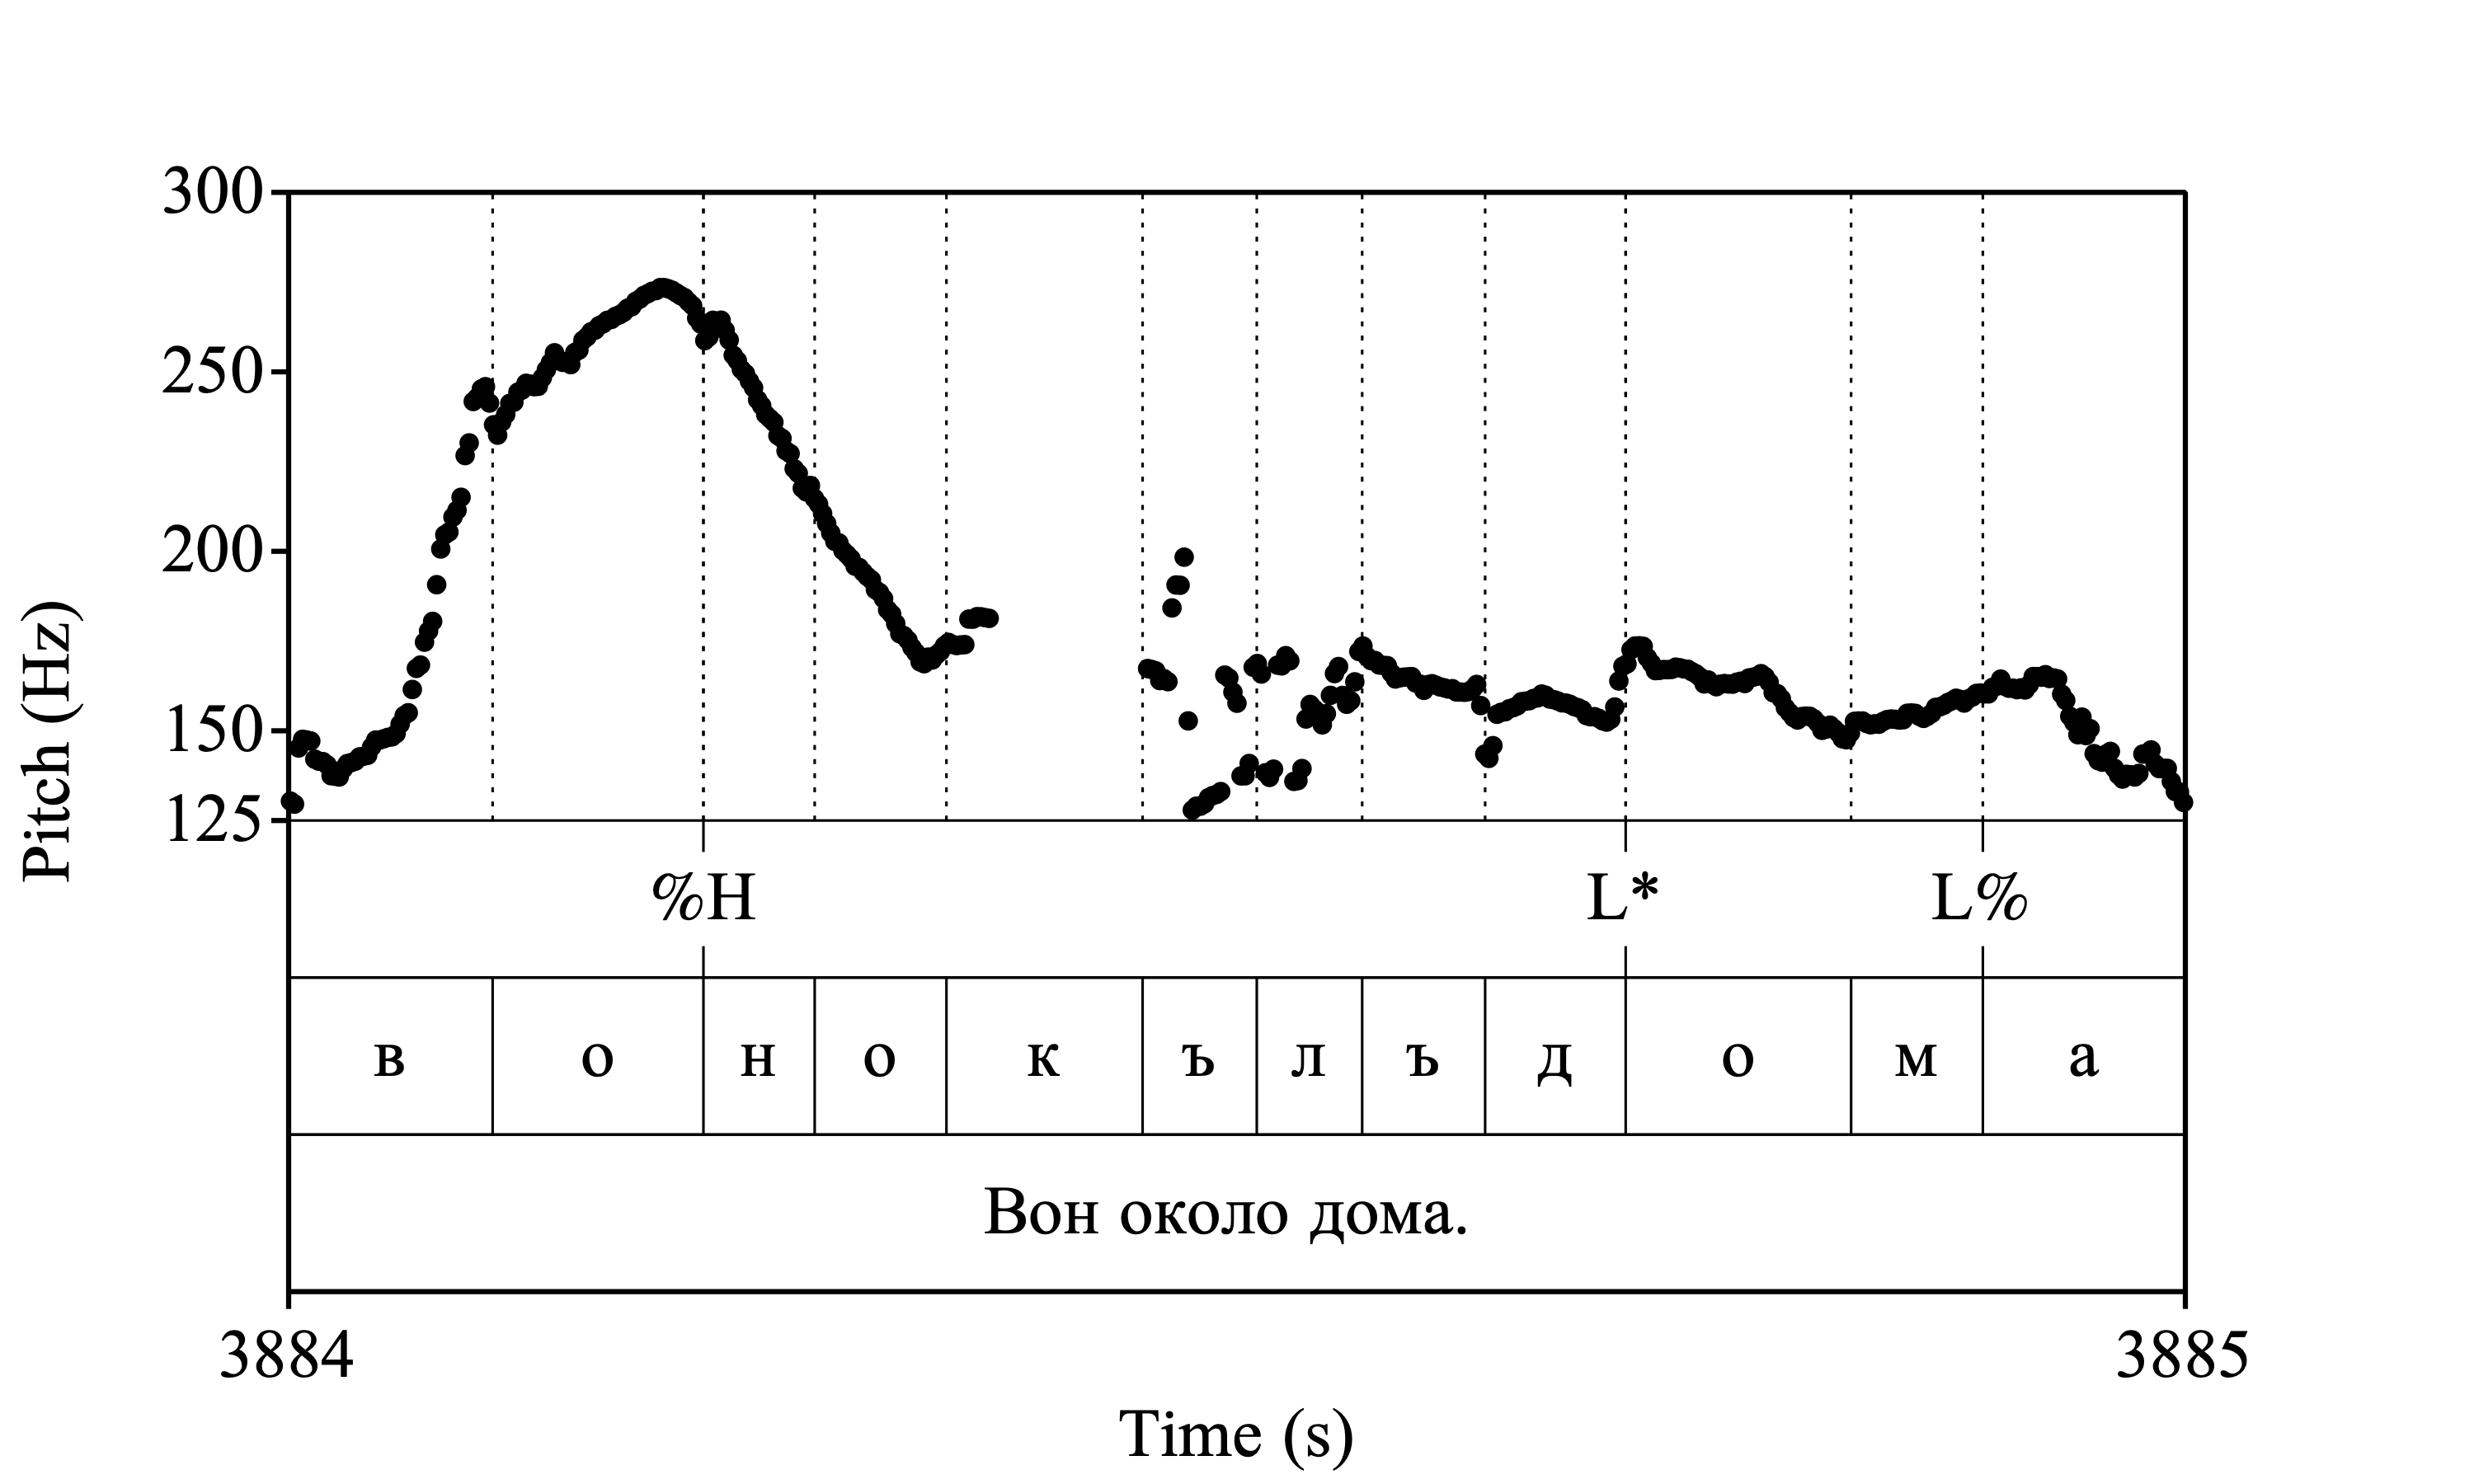 300
250
200
150
125
Pitch (Hz)
%H L* L%
в о н о к ъ л ъ д о м а
Вон около дома.
3884 3885
Time (s)